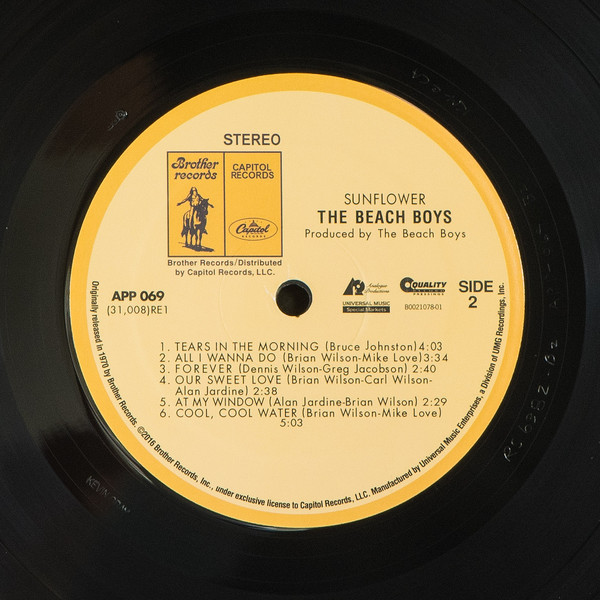 STEREO
Brother records
CAPITOL RECORDS
Capitol
RECORDS
Brother Records/Distributed
by Capitol Records, LLC.
SUNFLOWER
THE BEACH BOYS
Produced by The Beach Boys
APP 069
(31,008)RE1
Analogue Productions
UNIVERSAL MUSIC
Special Markets
QUALITY
RECORD
PRESSINGS
B0021078-01
SIDE
2
1. TEARS IN THE MORNING (Bruce Johnston)4:03
2. ALL I WANNA DO (Brian Wilson-Mike Love)3:34
3. FOREVER (Dennis Wilson-Greg Jacobson) 2:40
4. OUR SWEET LOVE (Brian Wilson-Carl Wilson-
Alan Jardine) 2:38
5. AT MY WINDOW (Alan Jardine-Brian Wilson) 2:29
6. COOL, COOL WATER (Brian Wilson-Mike Love)
5:03
Originally released in 1970 by Brother Records. ©2016 Brother Records, Inc., under exclusive license to Capitol Records, LLC. Manufactured by Universal Music Enterprises, a Division of UMG Recordings, Inc.